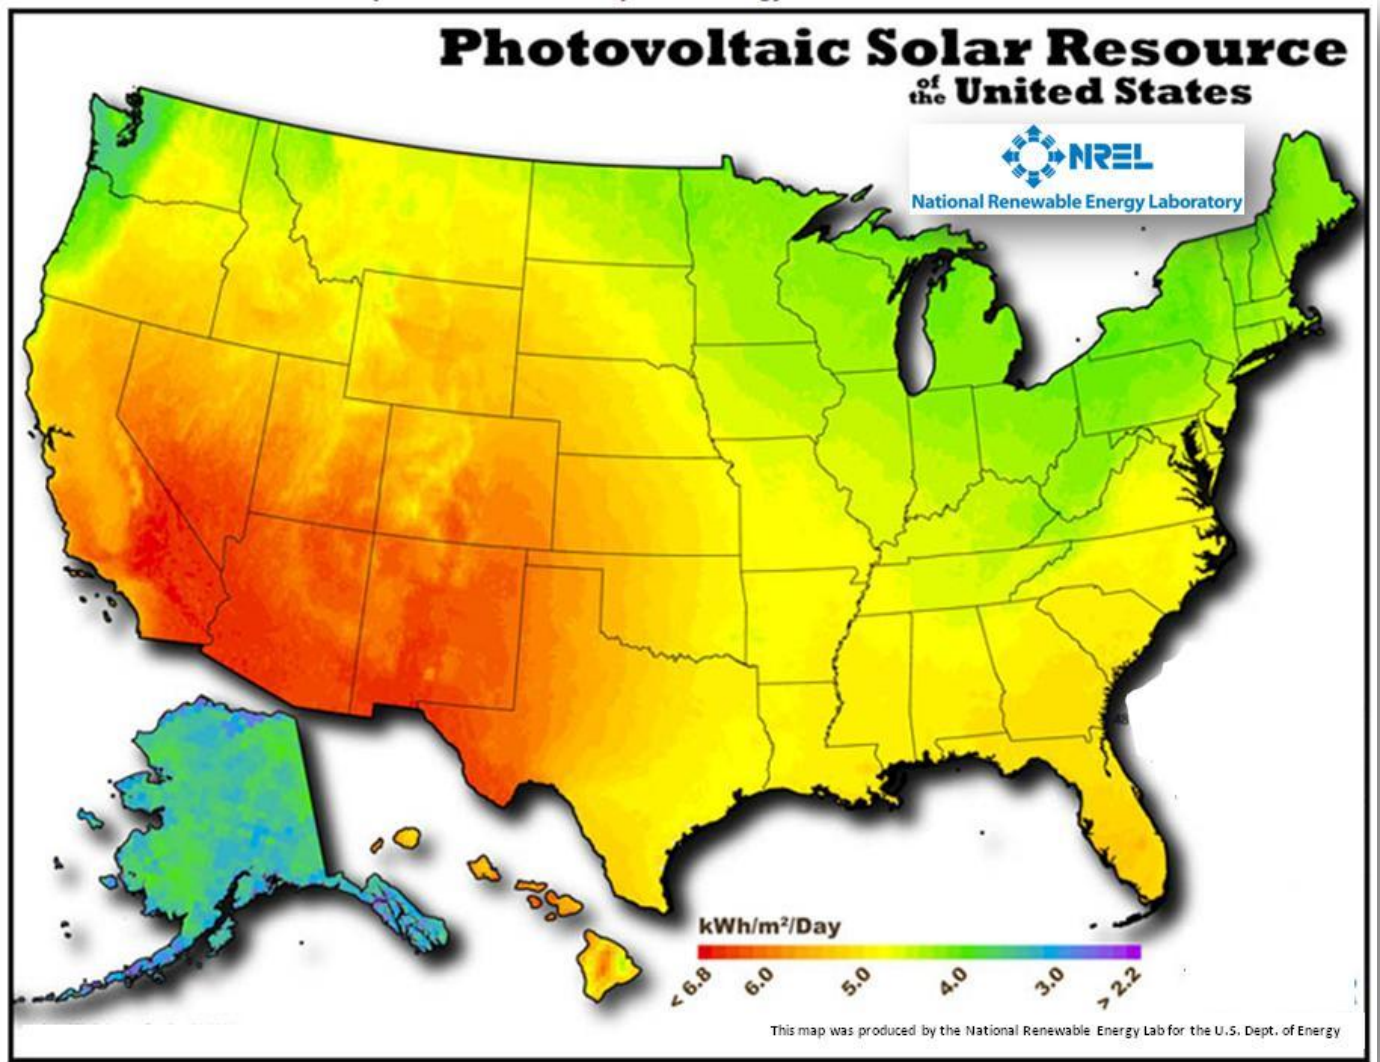 Photovoltaic Solar Resource
of the United States
NREL
National Renewable Energy Laboratory
kWh/m²/Day
< 6.8 6.0 5.0 4.0 3.0 > 2.2
This map was produced by the National Renewable Energy Lab for the U.S. Dept. of Energy